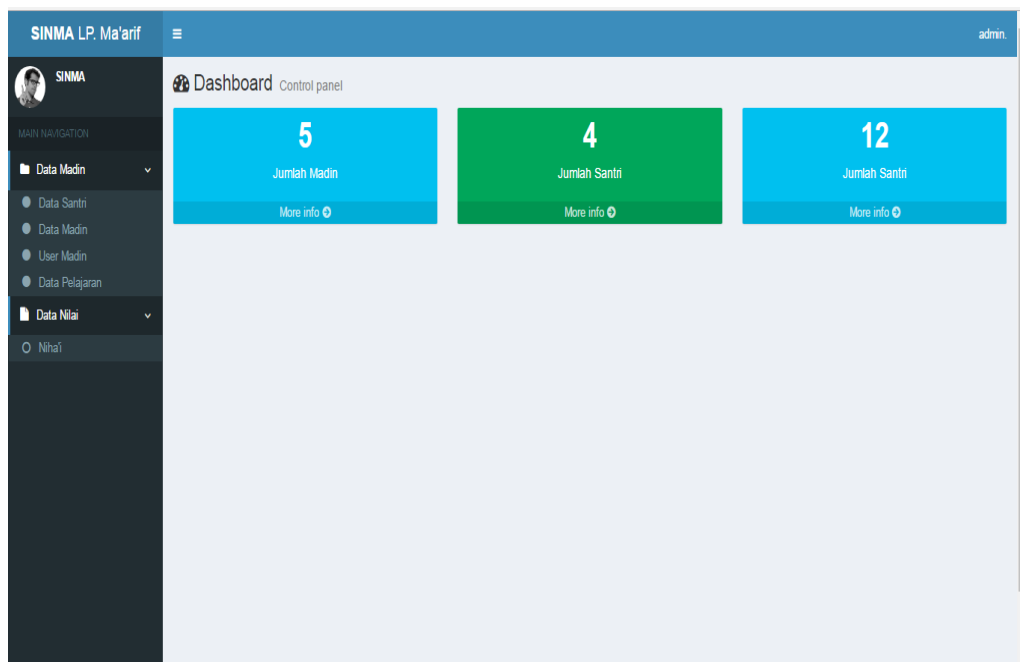 SINMA LP. Ma'arif
admin.
SINMA
MAIN NAVIGATION
Data Madin
Data Santri
Data Madin
User Madin
Data Pelajaran
Data Nilai
Niha'i
Dashboard Control panel
5
Jumlah Madin
More info
4
Jumlah Santri
More info
12
Jumlah Santri
More info